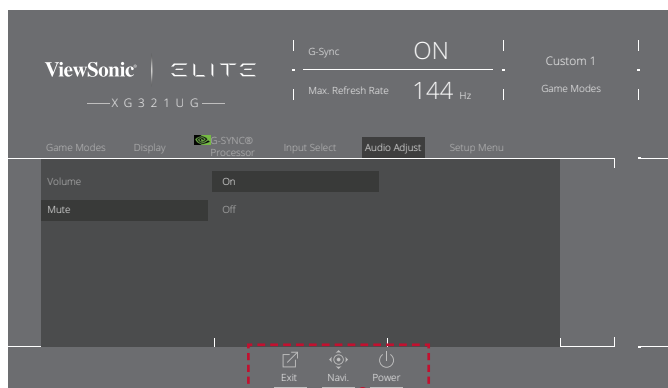 ViewSonic® ELITE
XG321UG
G-Sync ON
Max. Refresh Rate 144 Hz
Custom 1
Game Modes
Game Modes Display G-SYNC® Processor Input Select Audio Adjust Setup Menu
Volume On
Mute Off
Exit Navi. Power